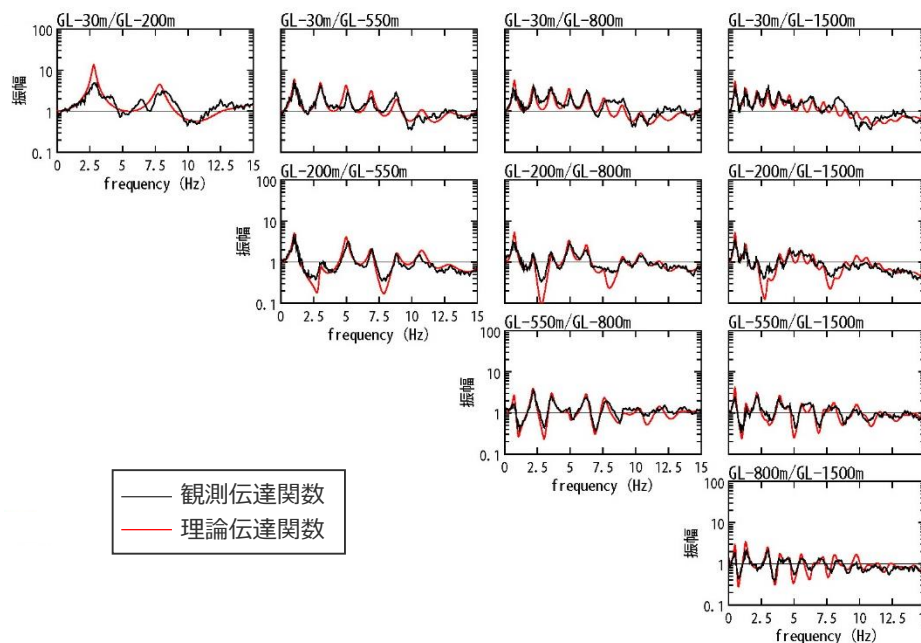 GL-30m/GL-200m GL-30m/GL-550m GL-30m/GL-800m GL-30m/GL-1500m
100
10
1
0.1
振幅
0 2.5 5 7.5 10 12.5 15
frequency (Hz)
GL-200m/GL-550m GL-200m/GL-800m GL-200m/GL-1500m
100
10
1
0.1
振幅
0 2.5 5 7.5 10 12.5 15
frequency (Hz)
GL-550m/GL-800m GL-550m/GL-1500m
100
10
1
0.1
振幅
0 2.5 5 7.5 10 12.5 15
frequency (Hz)
GL-800m/GL-1500m
100
10
1
0.1
振幅
0 2.5 5 7.5 10 12.5
frequency (Hz)
観測伝達関数
理論伝達関数